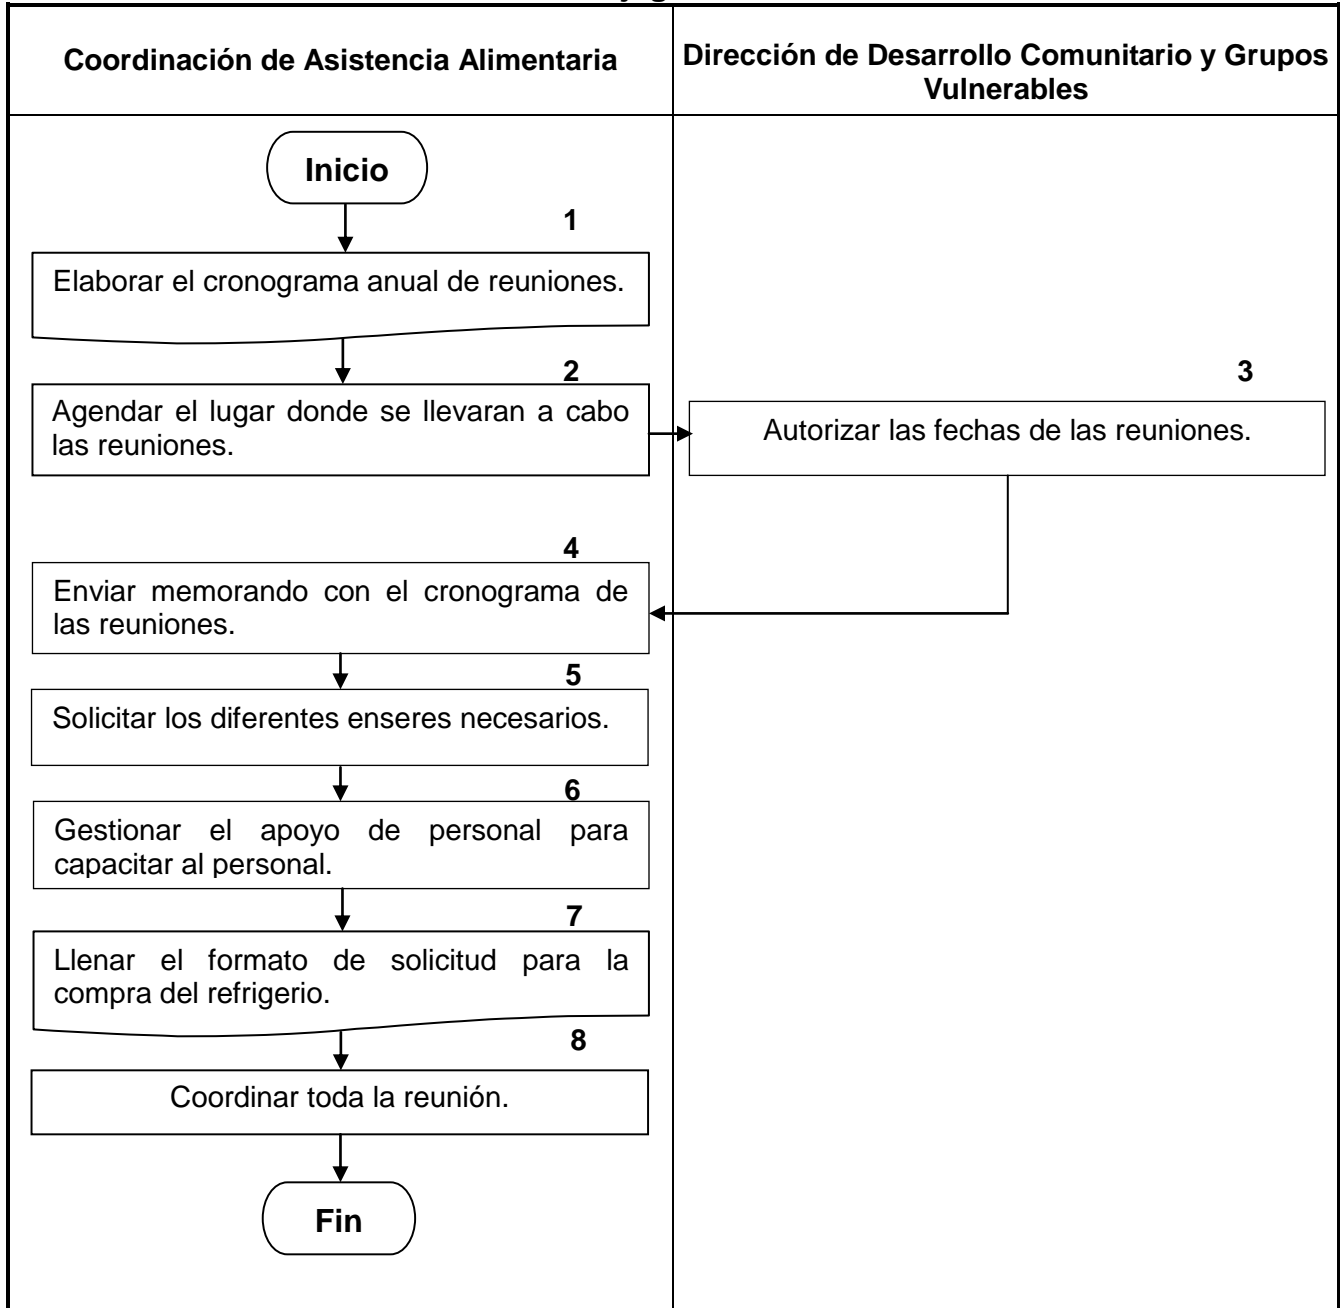 Coordinación de Asistencia Alimentaria
Dirección de Desarrollo Comunitario y Grupos
Vulnerables
Inicio
1
Elaborar el cronograma anual de reuniones.
2
Agendar el lugar donde se llevaran a cabo
las reuniones.
3
Autorizar las fechas de las reuniones.
4
Enviar memorando con el cronograma de
las reuniones.
5
Solicitar los diferentes enseres necesarios.
6
Gestionar el apoyo de personal para
capacitar al personal.
7
Llenar el formato de solicitud para la
compra del refrigerio.
8
Coordinar toda la reunión.
Fin